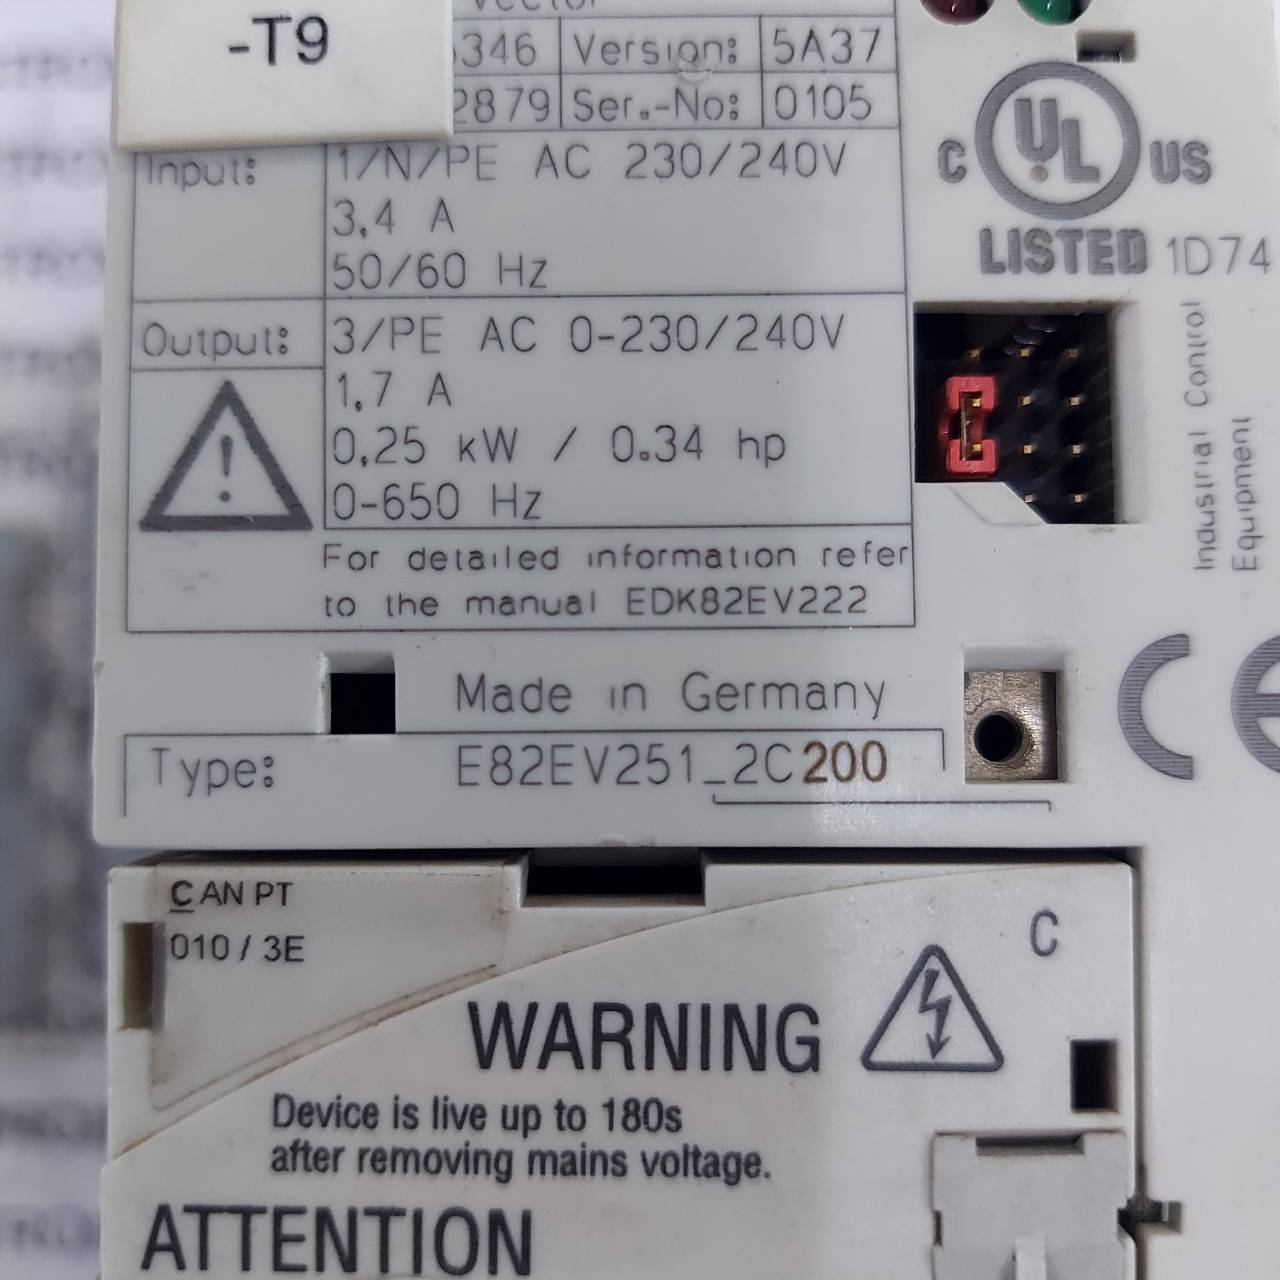 -T9
346 Version: 5A37
2879 Ser.-No: 0105
Input: 1/N/PE AC 230/240V
3,4 A
50/60 Hz
Output: 3/PE AC 0-230/240V
1,7 A
0,25 kW / 0.34 hp
0-650 Hz
For detailed information refer
to the manual EDK82EV222
Made in Germany
Type: E82EV251_2C200
C UL US
LISTED 1D74
Industrial Control
Equipment
CE
CAN PT
010 / 3E
C
WARNING
Device is live up to 180s
after removing mains voltage.
ATTENTION